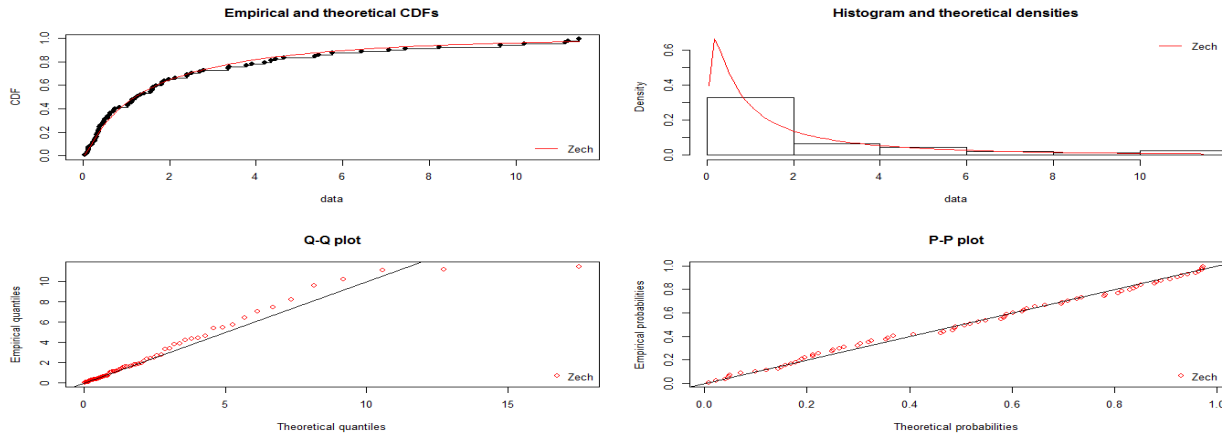 Empirical and theoretical CDFs
CDF
0.0 0.2 0.4 0.6 0.8 1.0
Zech
0 2 4 6 8 10
data
Histogram and theoretical densities
Density
0.0 0.2 0.4 0.6
Zech
0 2 4 6 8 10
data
Q-Q plot
Empirical quantiles
0 2 4 6 8 10
Zech
0 5 10 15
Theoretical quantiles
P-P plot
Empirical probabilities
0.0 0.2 0.4 0.6 0.8 1.0
Zech
0.0 0.2 0.4 0.6 0.8 1.0
Theoretical probabilities